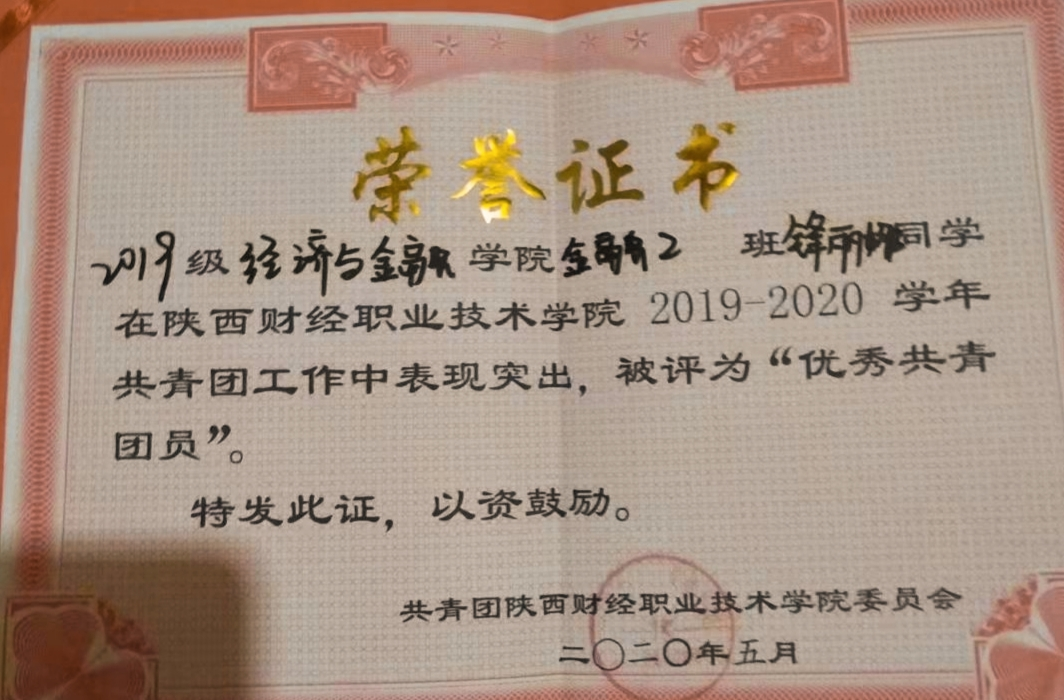 荣誉证书
2019级经济与金融学院金融2 班同学
在陕西财经职业技术学院 2019-2020 学年
共青团工作中表现突出，被评为“优秀共青
团员”。
特发此证，以资鼓励。
共青团陕西财经职业技术学院委员会
二〇二〇年五月